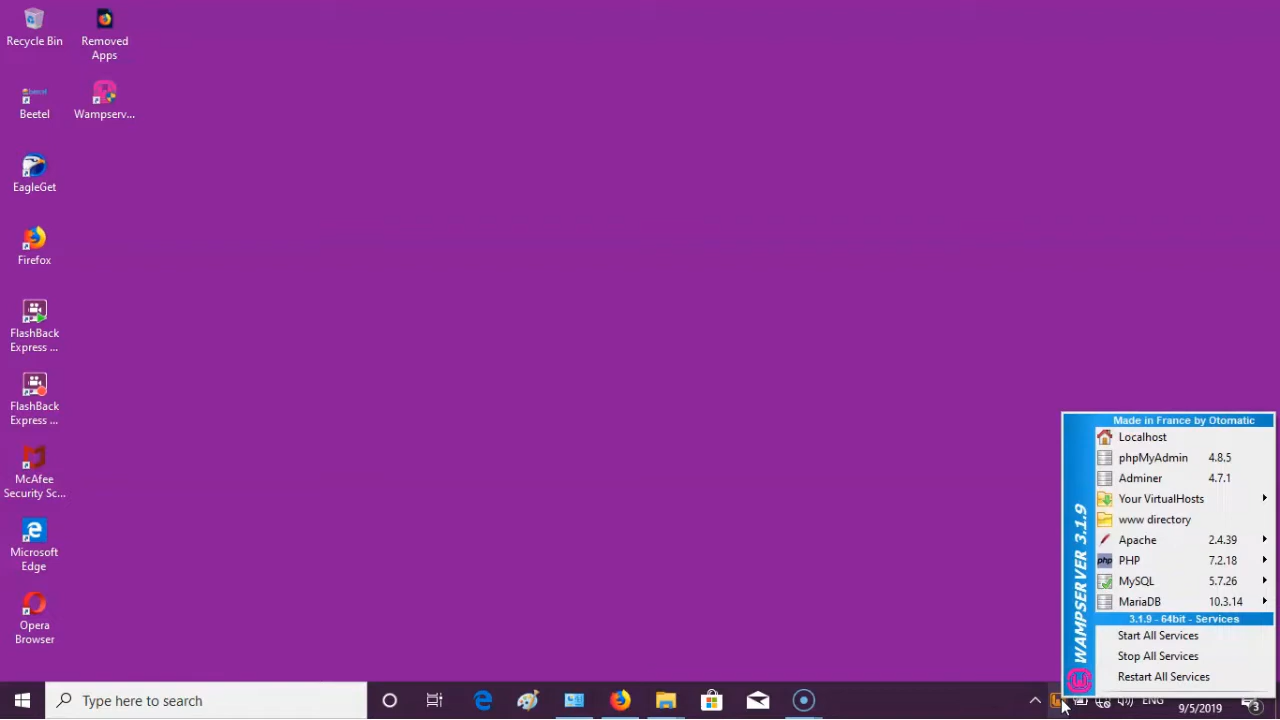 Recycle Bin
Removed
Apps
Beetel
Wampserv...
EagleGet
Firefox
FlashBack
Express ...
FlashBack
Express ...
McAfee
Security Sc...
Microsoft
Edge
Opera
Browser
Made in France by Otomatic
Localhost
phpMyAdmin 4.8.5
Adminer 4.7.1
Your VirtualHosts
www directory
Apache 2.4.39
php PHP 7.2.18
MySQL 5.7.26
MariaDB 10.3.14
3.1.9 - 64bit - Services
Start All Services
Stop All Services
Restart All Services
WAMPSERVER 3.1.9
Type here to search
ENG
9/5/2019
3